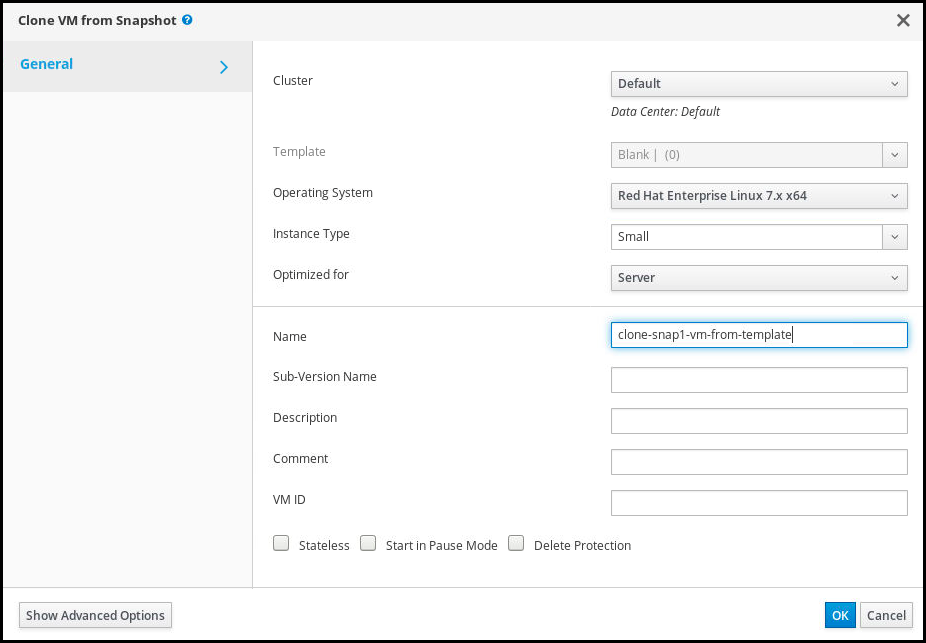 Clone VM from Snapshot ?
General
Cluster Default
Data Center: Default
Template Blank | (0)
Operating System Red Hat Enterprise Linux 7.x x64
Instance Type Small
Optimized for Server
Name clone-snap1-vm-from-template
Sub-Version Name
Description
Comment
VM ID
Stateless Start in Pause Mode Delete Protection
Show Advanced Options OK Cancel